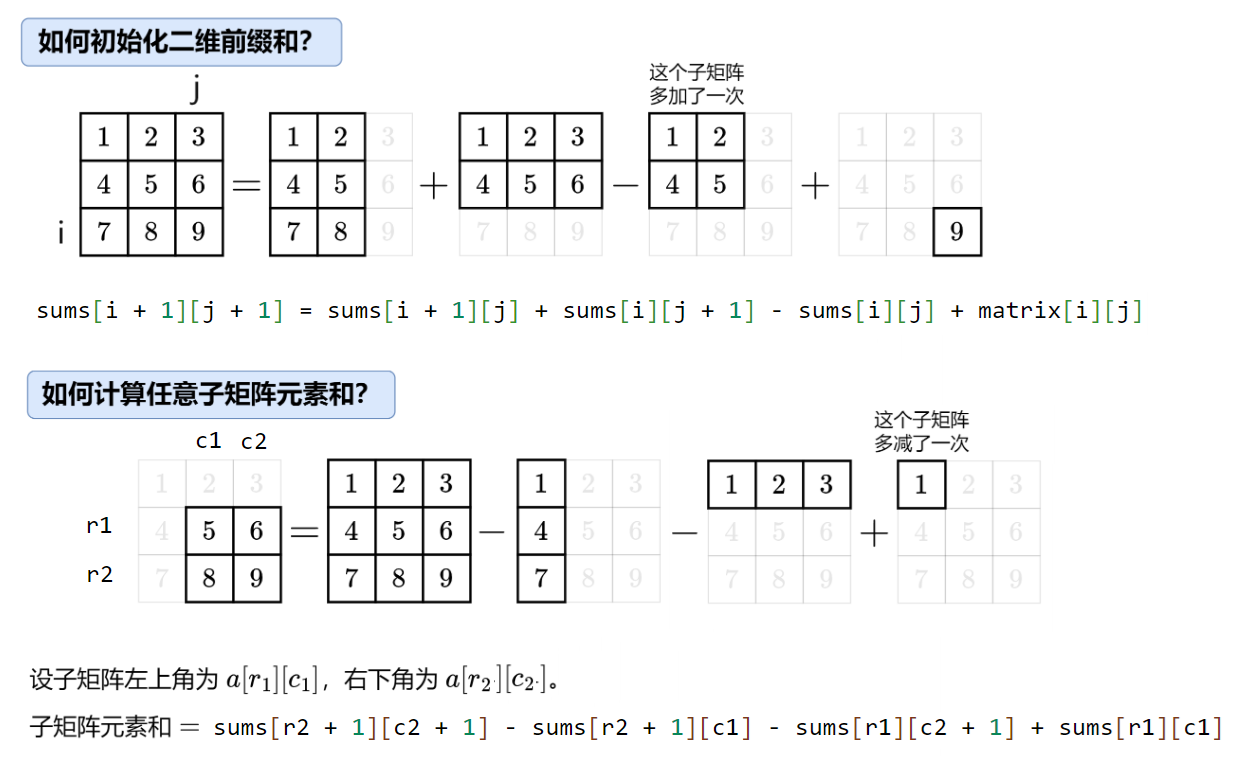 如何初始化二维前缀和?
j
这个子矩阵
多加了一次
1 2 3 1 2 3 1 2 3 1 2 3 1 2 3
4 5 6 = 4 5 6 + 4 5 6 − 4 5 6 + 4 5 6
i 7 8 9 7 8 9 7 8 9 7 8 9 7 8 9
sums[i + 1][j + 1] = sums[i + 1][j] + sums[i][j + 1] - sums[i][j] + matrix[i][j]
如何计算任意子矩阵元素和?
这个子矩阵
多减了一次
c1 c2
1 2 3 1 2 3 1 2 3 1 2 3 1 2 3
r1 4 5 6 = 4 5 6 − 4 5 6 − 4 5 6 + 4 5 6
r2 7 8 9 7 8 9 7 8 9 7 8 9 7 8 9
设子矩阵左上角为 a[r₁][c₁]，右下角为 a[r₂.][c₂.]。
子矩阵元素和 = sums[r2 + 1][c2 + 1] - sums[r2 + 1][c1] - sums[r1][c2 + 1] + sums[r1][c1]